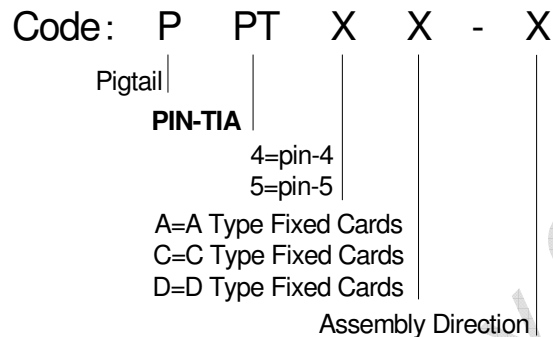 Code: P PT X X - X
Pigtail
PIN-TIA
4=pin-4
5=pin-5
A=A Type Fixed Cards
C=C Type Fixed Cards
D=D Type Fixed Cards
Assembly Direction